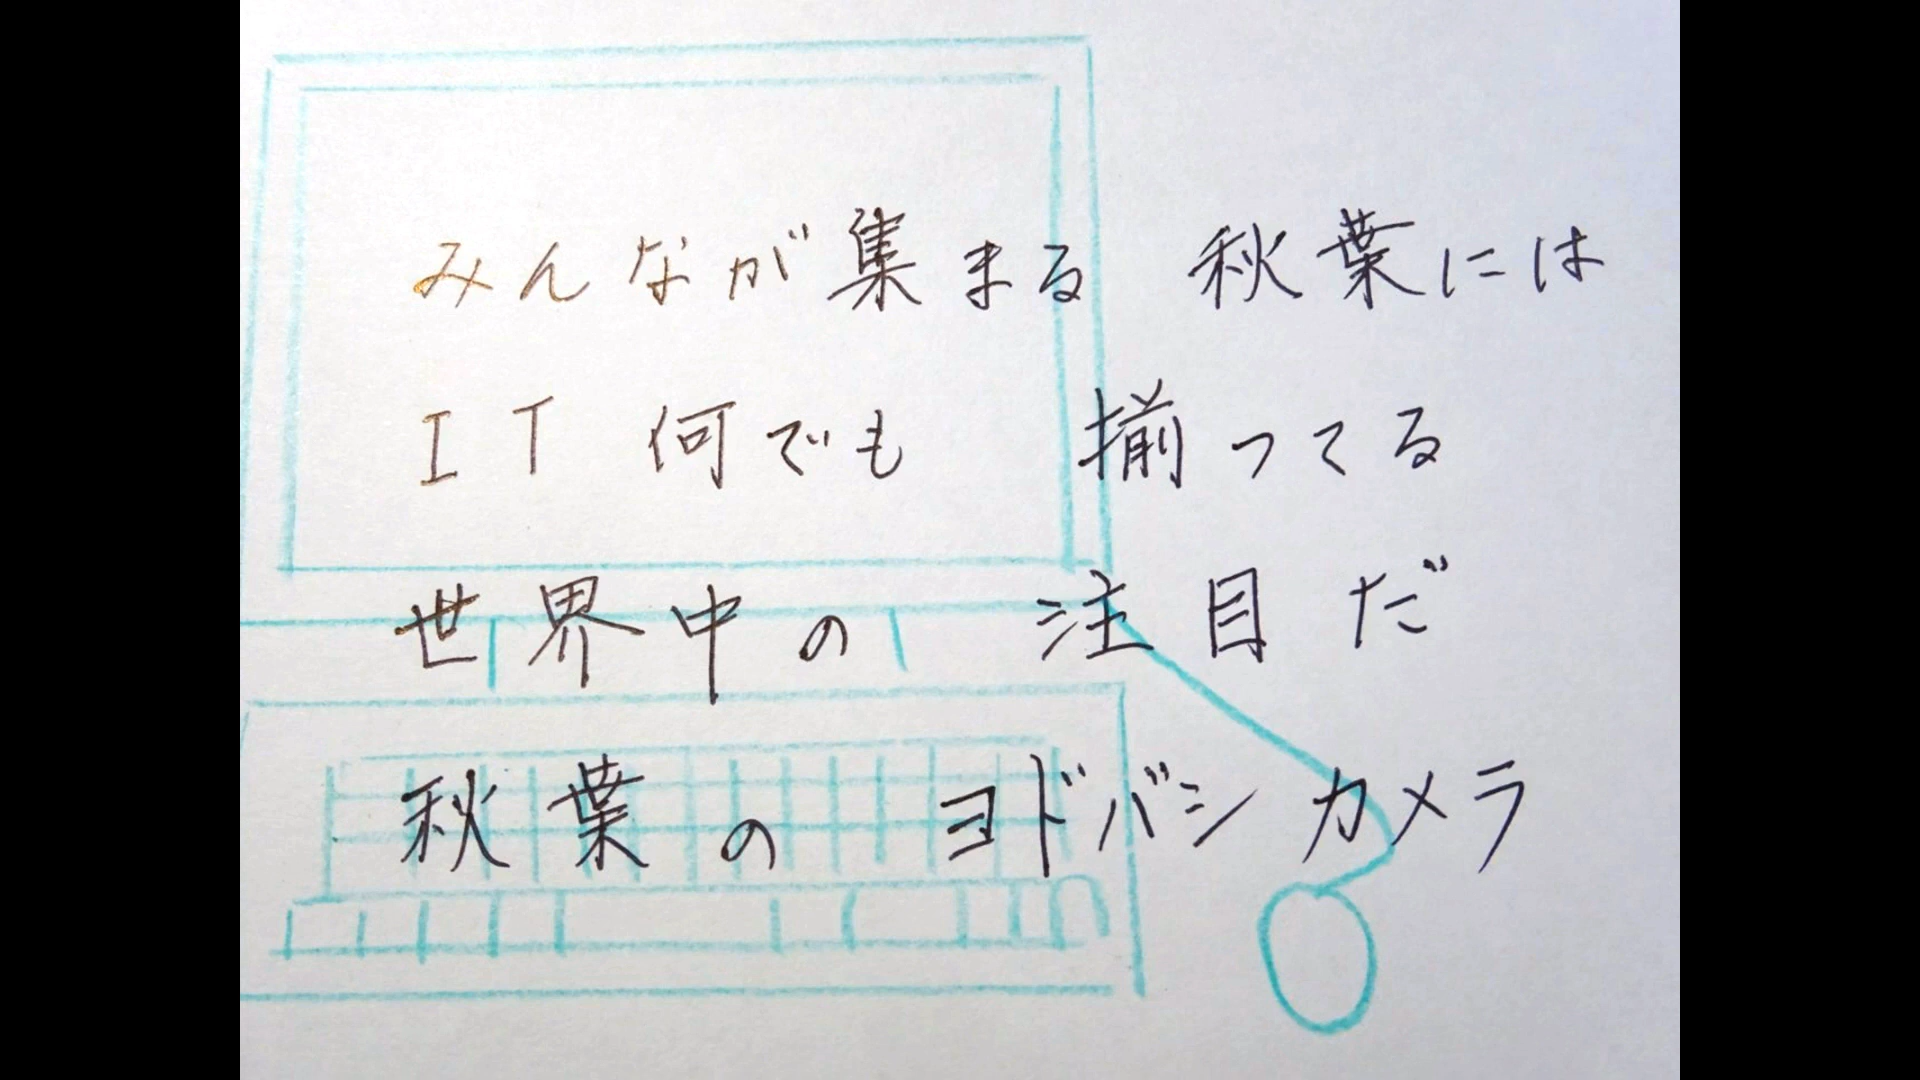 みんなが集まる 秋葉には
IT 何でも 揃ってる
世界中の 注目だ
秋葉の ヨドバシカメラ